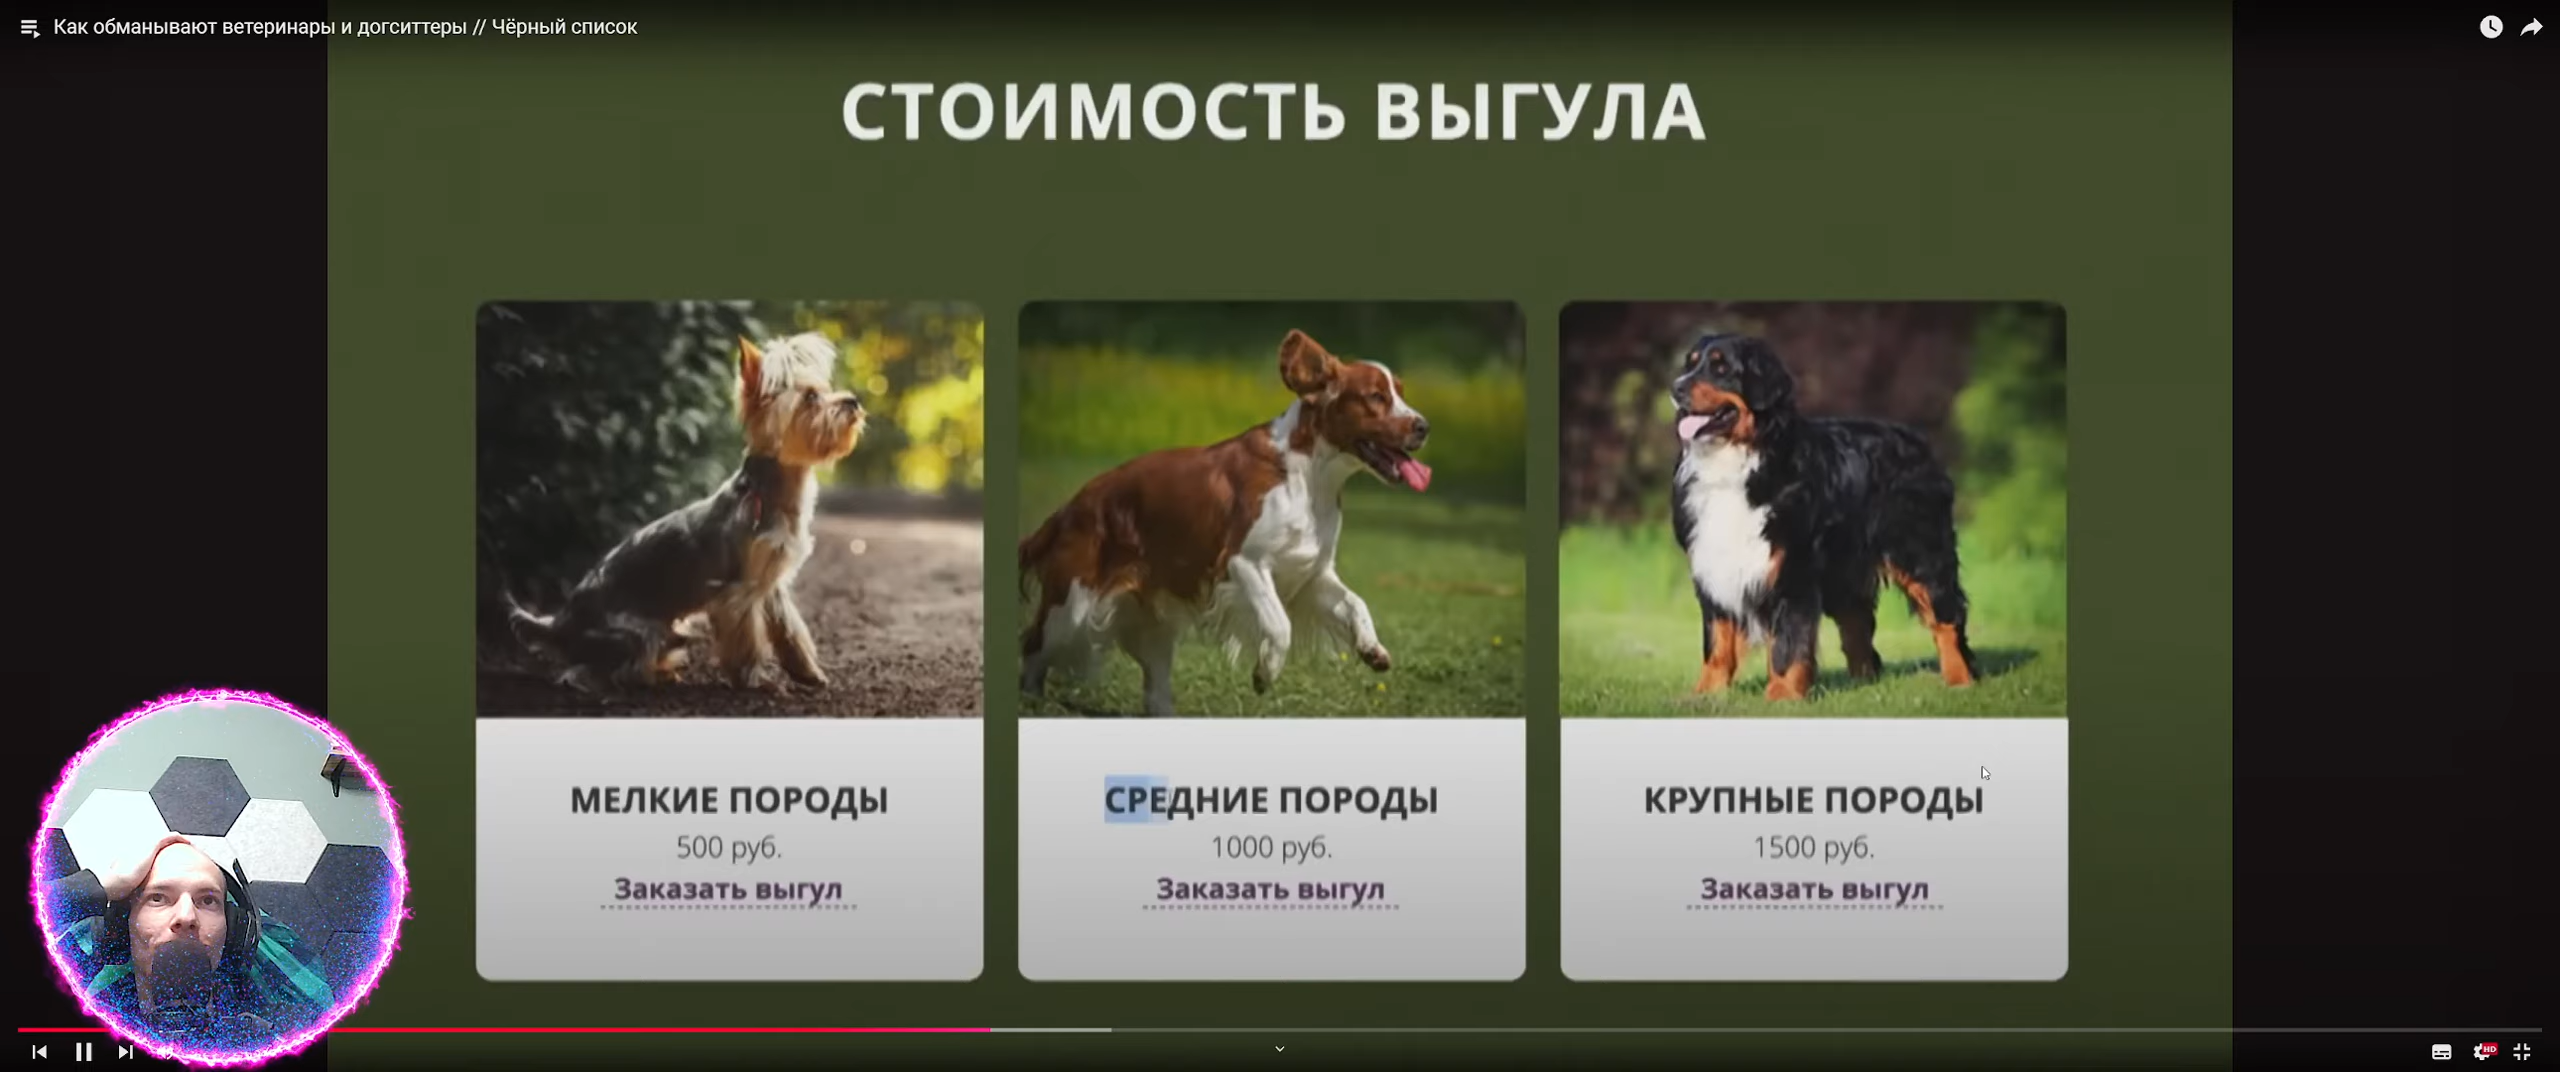 Как обманывают ветеринары и догситтеры // Чёрный список
СТОИМОСТЬ ВЫГУЛА
МЕЛКИЕ ПОРОДЫ
500 руб.
Заказать выгул
СРЕДНИЕ ПОРОДЫ
1000 руб.
Заказать выгул
КРУПНЫЕ ПОРОДЫ
1500 руб.
Заказать выгул
HD